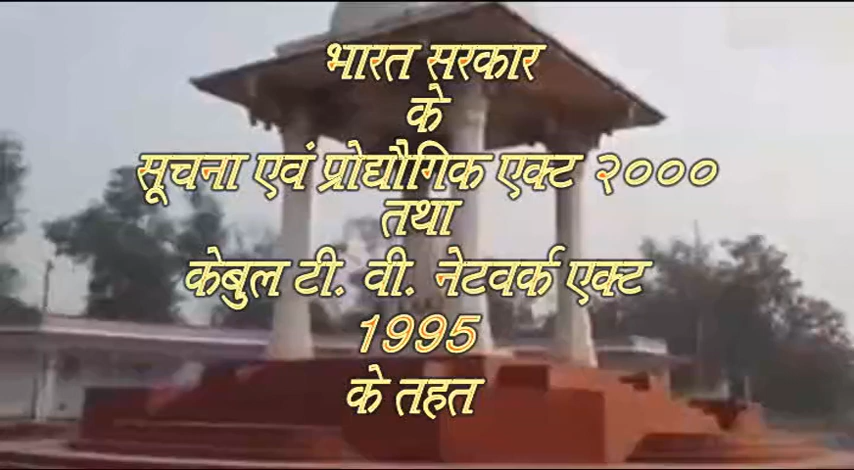 भारत सरकार
के
सूचना एवं प्रोद्यौगिक एक्ट २०००
तथा
केबुल टी. वी. नेटवर्क एक्ट
1995
के तहत